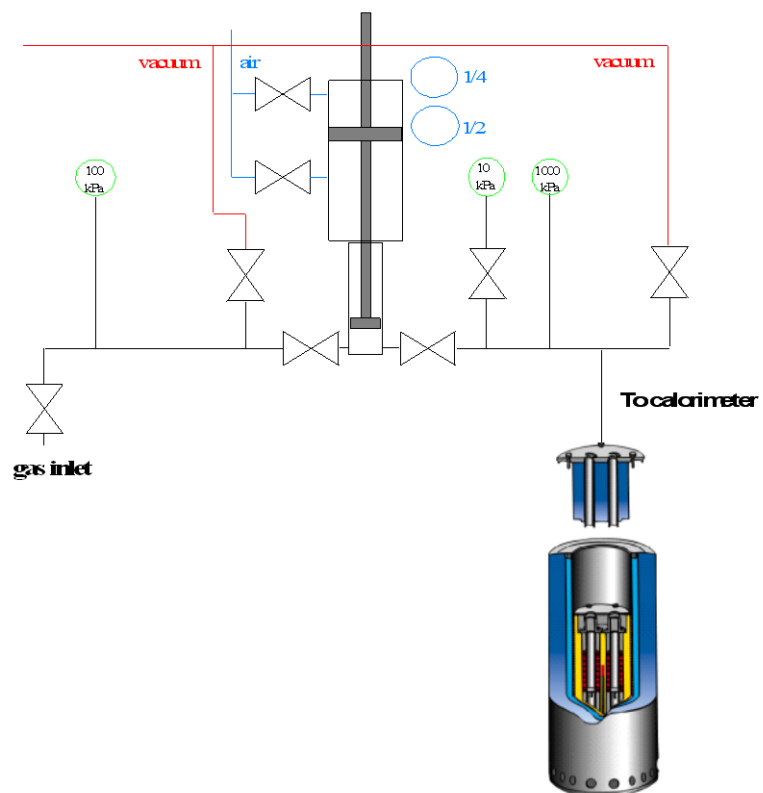 vacuum
air
vacuum
1/4
1/2
100
kPa
10
kPa
1000
kPa
To calorimeter
gas inlet